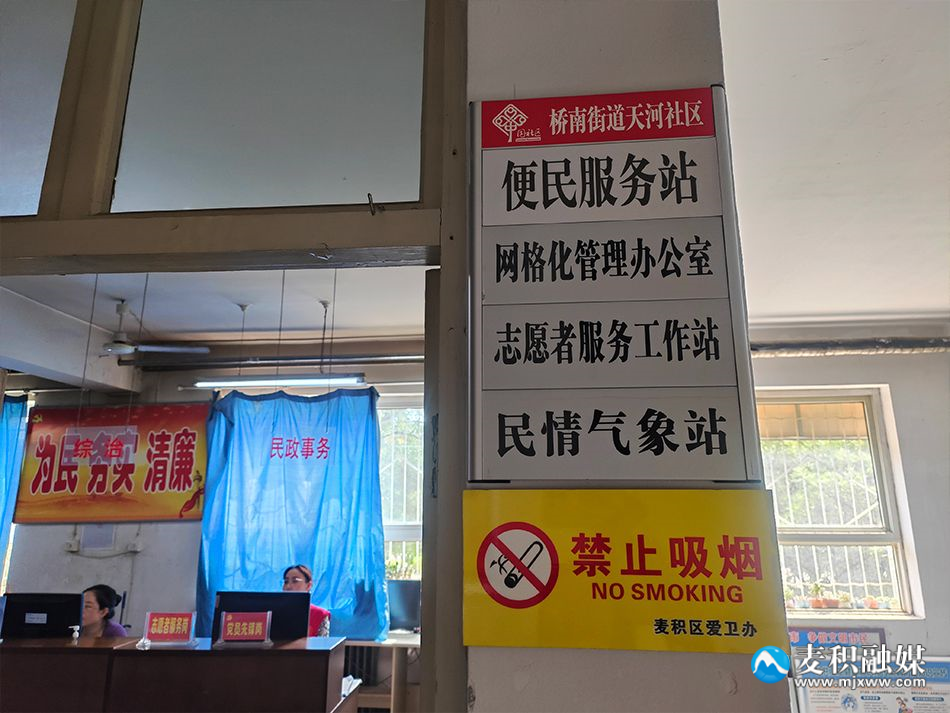 桥南街道天河社区
便民服务站
网格化管理办公室
志愿者服务工作站
民情气象站
禁止吸烟
NO SMOKING
麦积区爱卫办
为民 务实 清廉
综治
民政事务
志愿者服务岗
党员先锋岗
麦积融媒
www.mjxww.com